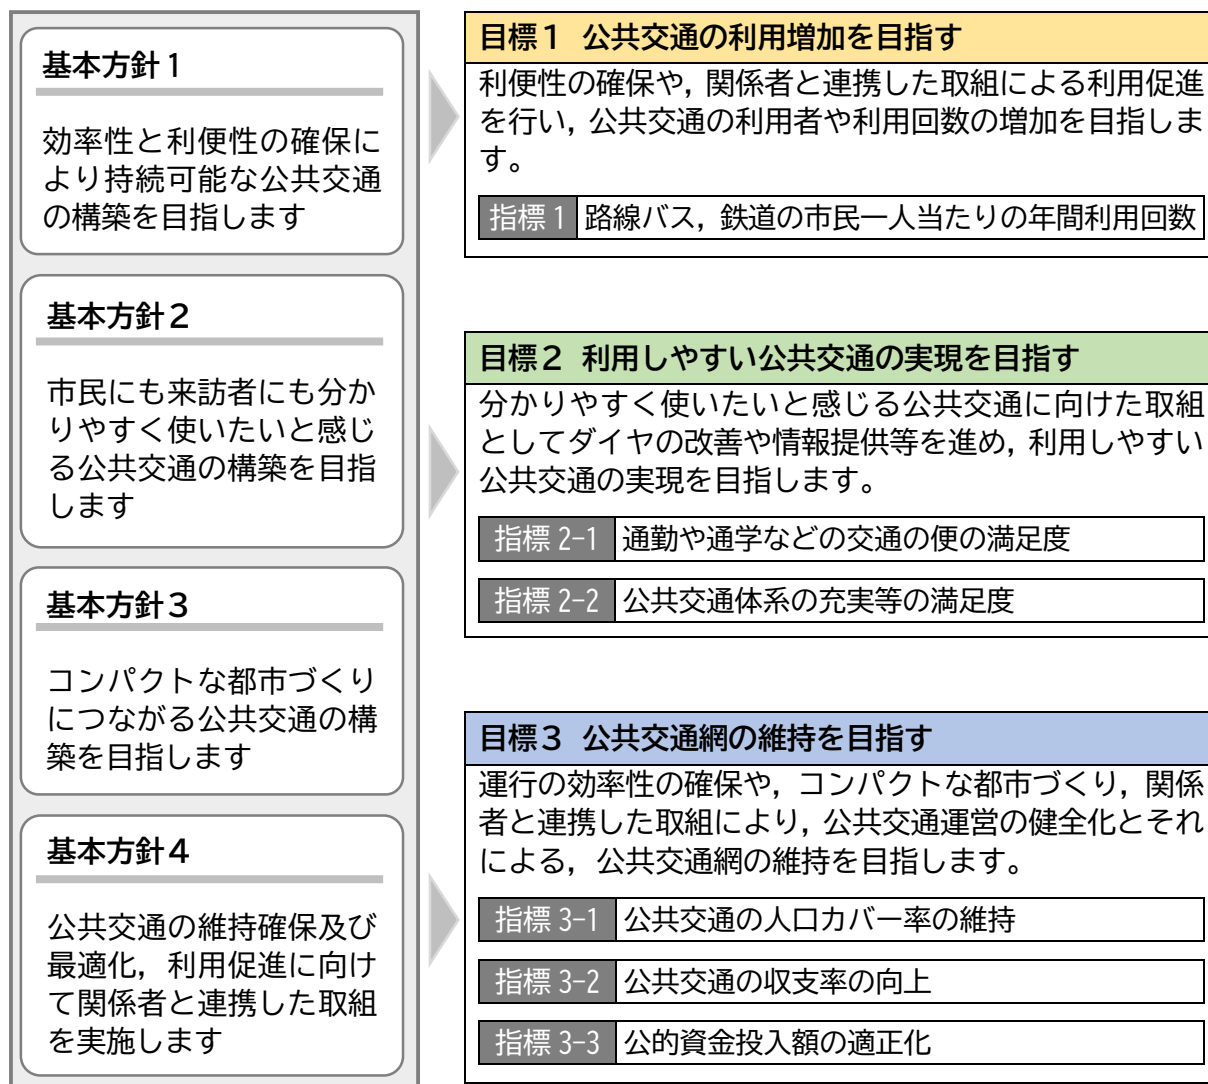 基本方針1
効率性と利便性の確保に
より持続可能な公共交通
の構築を目指します
基本方針2
市民にも来訪者にも分か
りやすく使いたいと感じ
る公共交通の構築を目指
します
基本方針3
コンパクトな都市づくり
につながる公共交通の構
築を目指します
基本方針4
公共交通の維持確保及び
最適化，利用促進に向け
て関係者と連携した取組
を実施します
目標1 公共交通の利用増加を目指す
利便性の確保や，関係者と連携した取組による利用促進
を行い，公共交通の利用者や利用回数の増加を目指しま
す。
指標1 路線バス，鉄道の市民一人当たりの年間利用回数
目標2 利用しやすい公共交通の実現を目指す
分かりやすく使いたいと感じる公共交通に向けた取組
としてダイヤの改善や情報提供等を進め，利用しやすい
公共交通の実現を目指します。
指標2-1 通勤や通学などの交通の便の満足度
指標2-2 公共交通体系の充実等の満足度
目標3 公共交通網の維持を目指す
運行の効率性の確保や，コンパクトな都市づくり，関係
者と連携した取組により，公共交通運営の健全化とそれ
による，公共交通網の維持を目指します。
指標3-1 公共交通の人口カバー率の維持
指標3-2 公共交通の収支率の向上
指標3-3 公的資金投入額の適正化